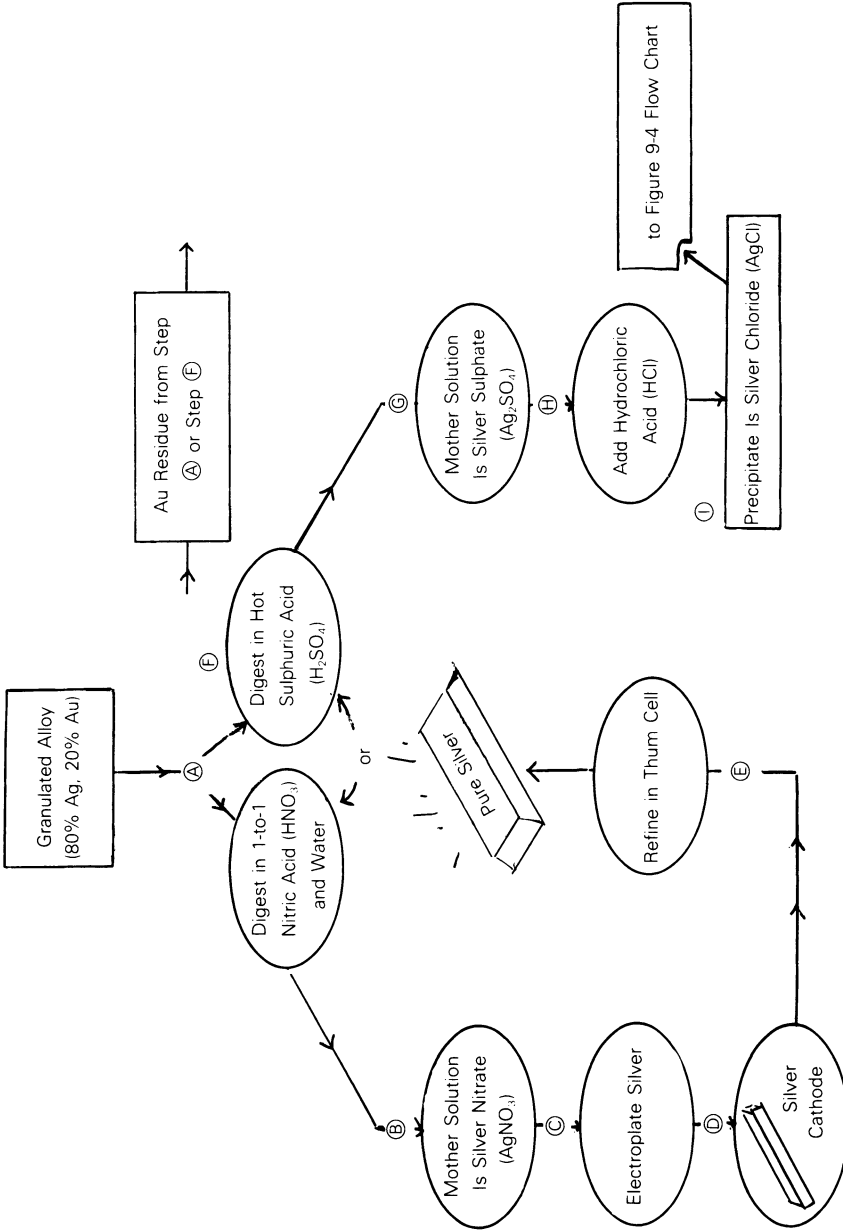 Granulated Alloy
(80% Ag, 20% Au)
Ⓐ
Digest in 1-to-1
Nitric Acid (HNO₃)
and Water
or
Ⓕ
Digest in Hot
Sulphuric Acid
(H₂SO₄)
Au Residue from Step
Ⓐ or Step Ⓕ
Ⓑ
Mother Solution
Is Silver Nitrate
(AgNO₃)
Ⓒ
Electroplate Silver
Ⓓ
Silver
Cathode
Ⓔ
Refine in Thum Cell
Pure Silver
Ⓖ
Mother Solution
Is Silver Sulphate
(Ag₂SO₄)
Ⓗ
Add Hydrochloric
Acid (HCl)
Ⓘ
Precipitate Is Silver Chloride (AgCl)
to Figure 9-4 Flow Chart